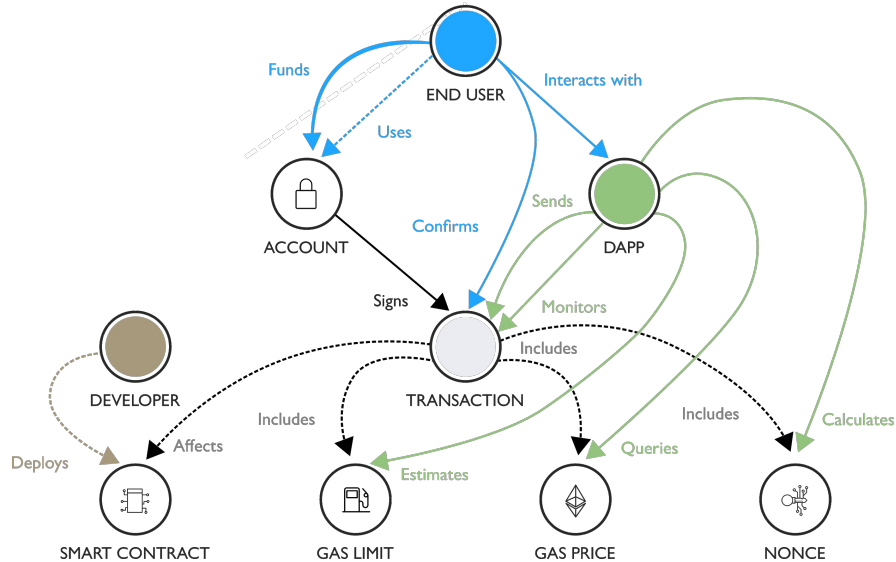 Funds
Interacts with
END USER
Uses
Sends
Confirms
ACCOUNT
DAPP
Signs
Monitors
Includes
DEVELOPER
TRANSACTION
Includes
Includes
Calculates
Affects
Queries
Deploys
Estimates
SMART CONTRACT
GAS LIMIT
GAS PRICE
NONCE